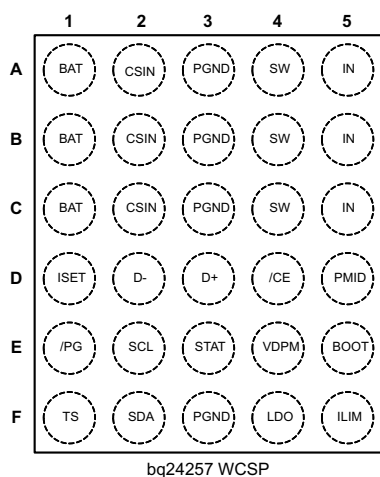 1 2 3 4 5
A BAT CSIN PGND SW IN
B BAT CSIN PGND SW IN
C BAT CSIN PGND SW IN
D ISET D- D+ /CE PMID
E /PG SCL STAT VDPM BOOT
F TS SDA PGND LDO ILIM
bq24257 WCSP